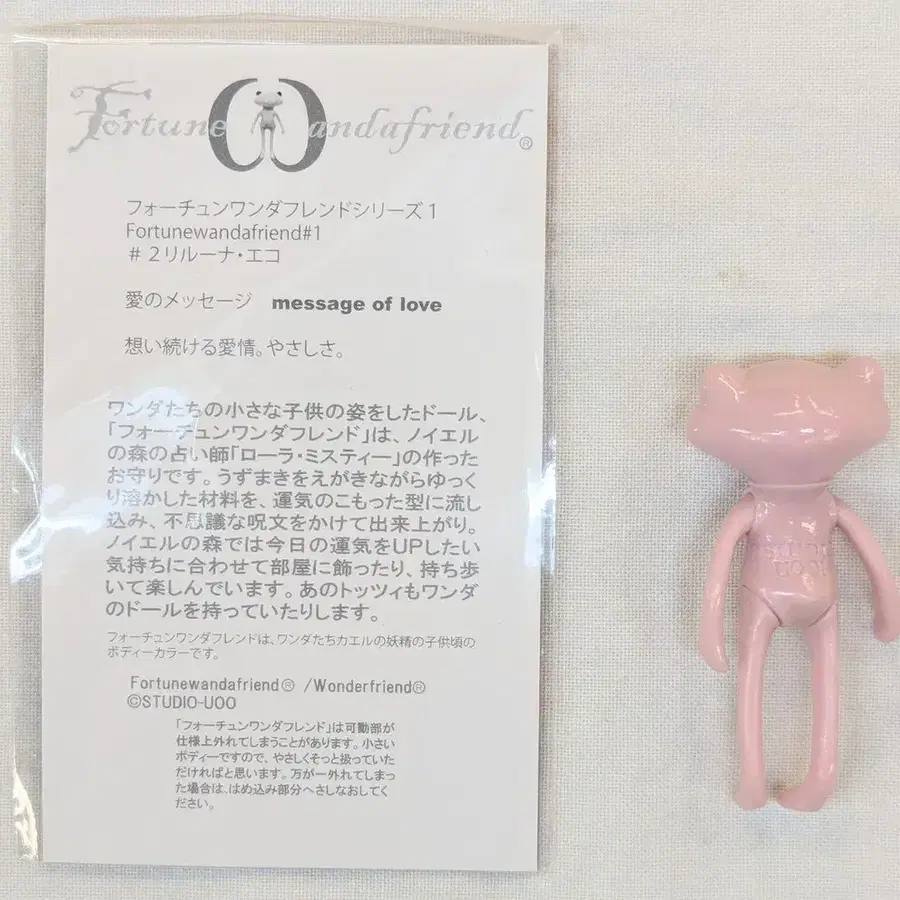 Fortune Wandafriend®
フォーチュンワンダフレンドシリーズ1
Fortunewandafriend#1
＃２リルーナ・エコ
愛のメッセージ message of love
想い続ける愛情。やさしさ。
ワンダたちの小さな子供の姿をしたドール、
「フォーチュンワンダフレンド」は、ノイエル
の森の占い師「ローラ・ミスティー」の作った
お守りです。うずまきをえがきながらゆっく
り溶かした材料を、運気のこもった型に流し
込み、不思議な呪文をかけて出来上がり。
ノイエルの森では今日の運気をUPしたい
気持ちに合わせて部屋に飾ったり、持ち歩
いて楽しんでいます。あのトッツィもワンダ
のドールを持っていたりします。
フォーチュンワンダフレンドは、ワンダたちカエルの妖精の子供頃の
ボディーカラーです。
Fortunewandafriend® /Wonderfriend®
©STUDIO-UOO
「フォーチュンワンダフレンド」は可動部が
仕様上外れてしまうことがあります。小さい
ボディーですので、やさしくそっと扱っていた
だければと思います。万が一外れてしまっ
た場合は、はめ込み部分へさしなおしてく
ださい。